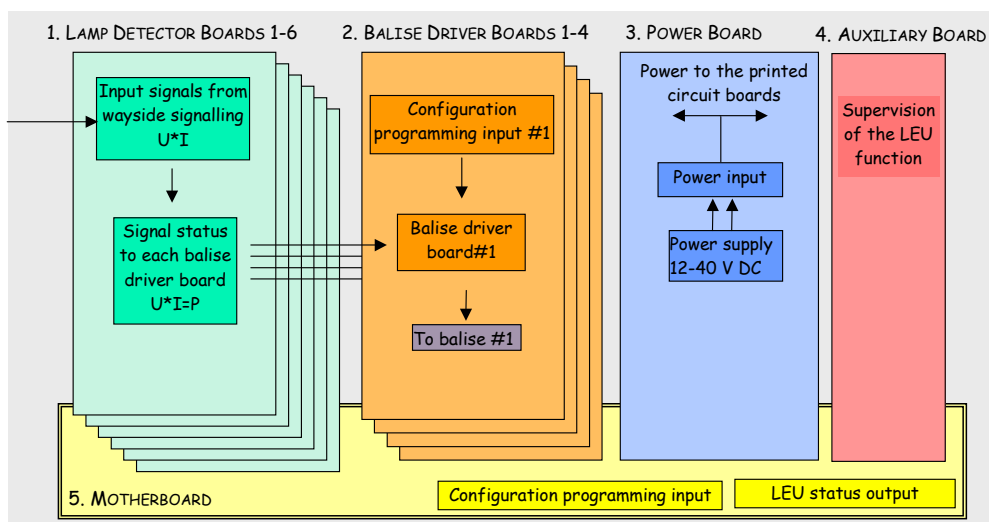 1. LAMP DETECTOR BOARDS 1-6
2. BALISE DRIVER BOARDS 1-4
3. POWER BOARD
4. AUXILIARY BOARD
Input signals from
wayside signalling
U*I
Signal status
to each balise
driver board
U*I=P
Configuration
programming input #1
Balise driver
board#1
To balise #1
Power to the printed
circuit boards
Power input
Power supply
12-40 V DC
Supervision
of the LEU
function
5. MOTHERBOARD
Configuration programming input
LEU status output